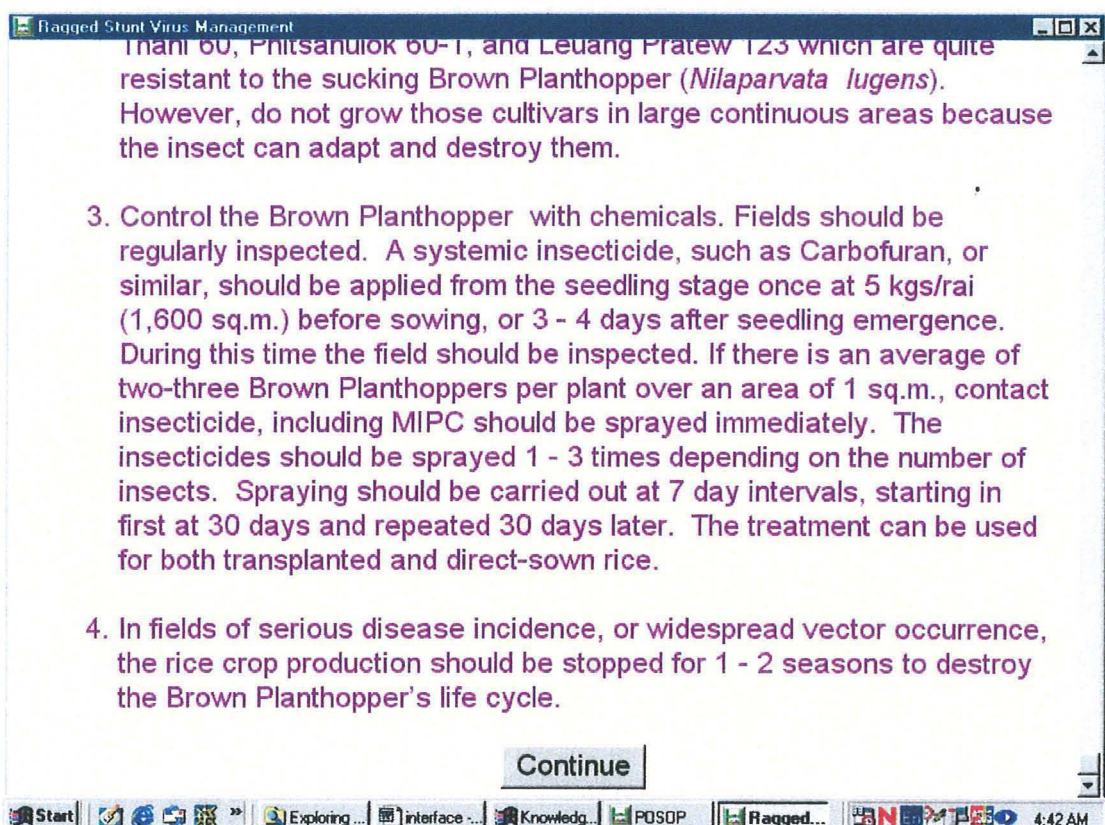 Ragged Stunt Virus Management
Thani 60, Phitsanulok 60-1, and Leuang Pratew 123 which are quite
resistant to the sucking Brown Planthopper (Nilaparvata lugens).
However, do not grow those cultivars in large continuous areas because
the insect can adapt and destroy them.
3. Control the Brown Planthopper with chemicals. Fields should be
regularly inspected. A systemic insecticide, such as Carbofuran, or
similar, should be applied from the seedling stage once at 5 kgs/rai
(1,600 sq.m.) before sowing, or 3 - 4 days after seedling emergence.
During this time the field should be inspected. If there is an average of
two-three Brown Planthoppers per plant over an area of 1 sq.m., contact
insecticide, including MIPC should be sprayed immediately. The
insecticides should be sprayed 1 - 3 times depending on the number of
insects. Spraying should be carried out at 7 day intervals, starting in
first at 30 days and repeated 30 days later. The treatment can be used
for both transplanted and direct-sown rice.
4. In fields of serious disease incidence, or widespread vector occurrence,
the rice crop production should be stopped for 1 - 2 seasons to destroy
the Brown Planthopper's life cycle.
Continue
Start » Exploring ... interface -... Knowledg... POSOP Ragged... N 4:42 AM